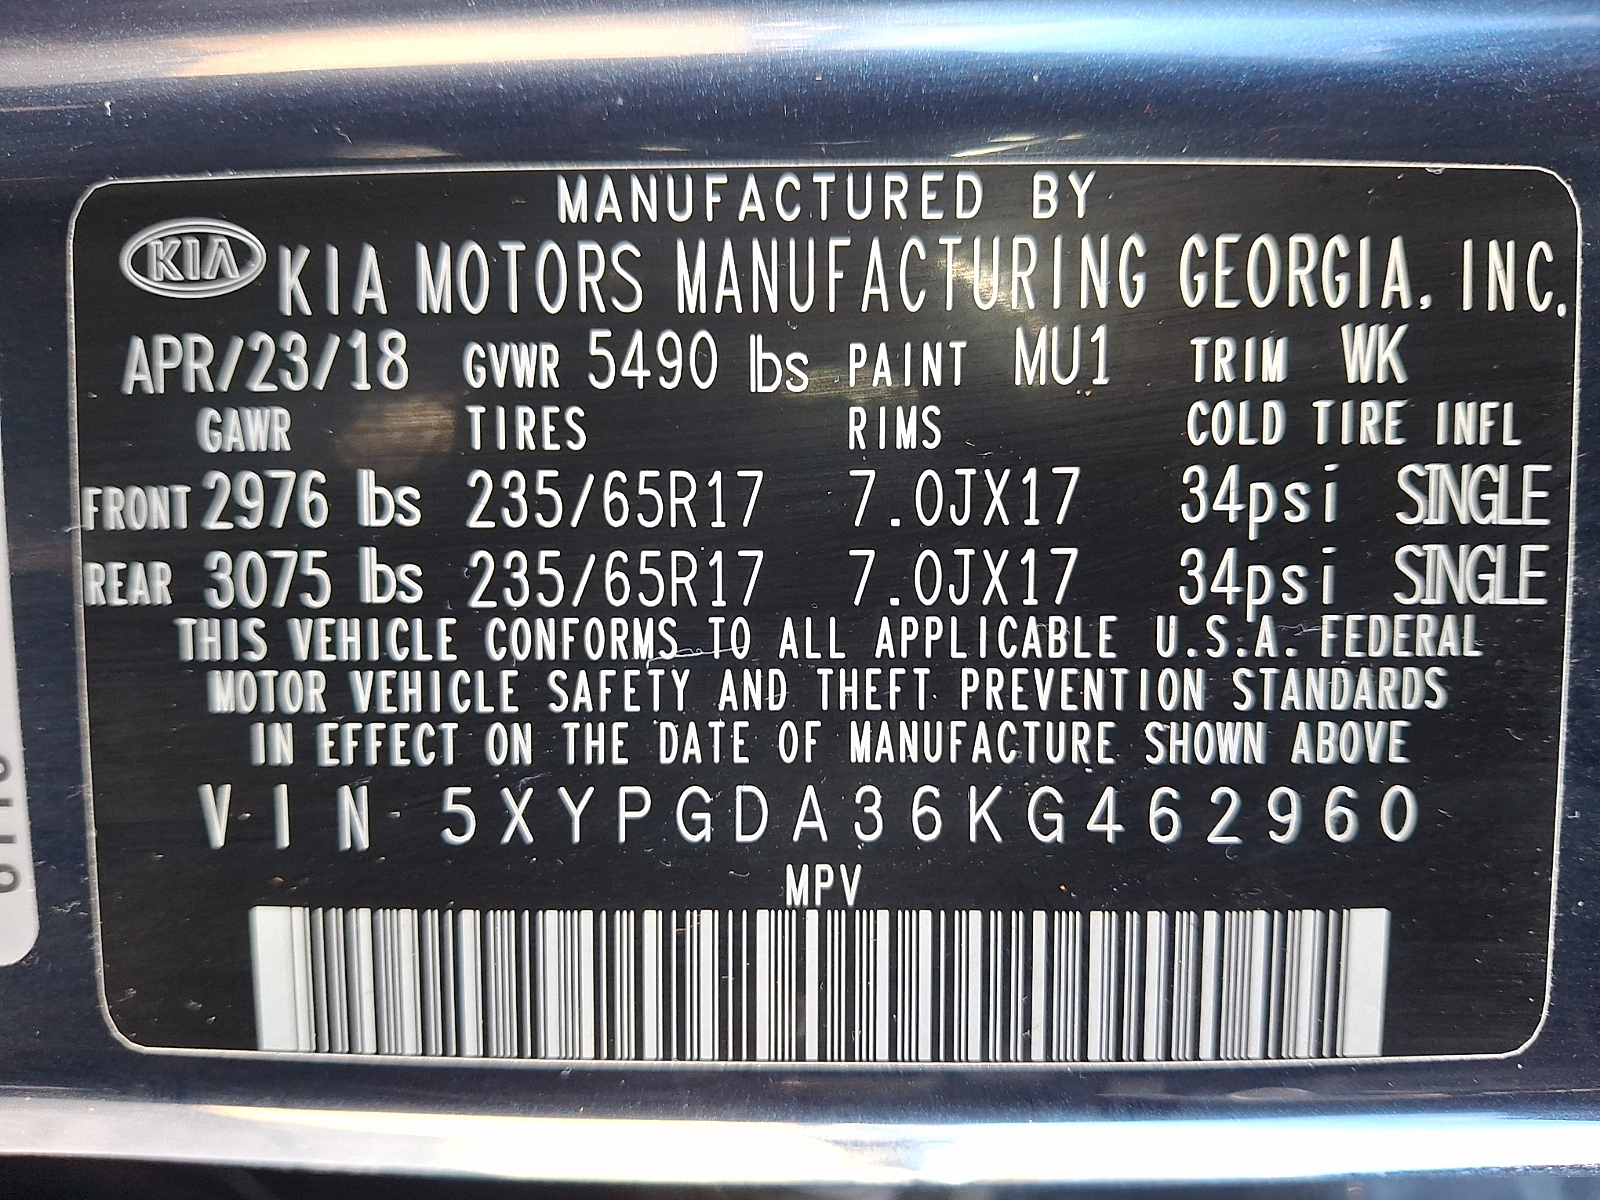 MANUFACTURED BY
KIA KIA MOTORS MANUFACTURING GEORGIA, INC.
APR/23/18 GVWR 5490 lbs PAINT MU1 TRIM WK
GAWR TIRES RIMS COLD TIRE INFL
FRONT 2976 lbs 235/65R17 7.0JX17 34psi SINGLE
REAR 3075 lbs 235/65R17 7.0JX17 34psi SINGLE
THIS VEHICLE CONFORMS TO ALL APPLICABLE U.S.A. FEDERAL
MOTOR VEHICLE SAFETY AND THEFT PREVENTION STANDARDS
IN EFFECT ON THE DATE OF MANUFACTURE SHOWN ABOVE
V I N 5XYPGDA36KG462960
MPV